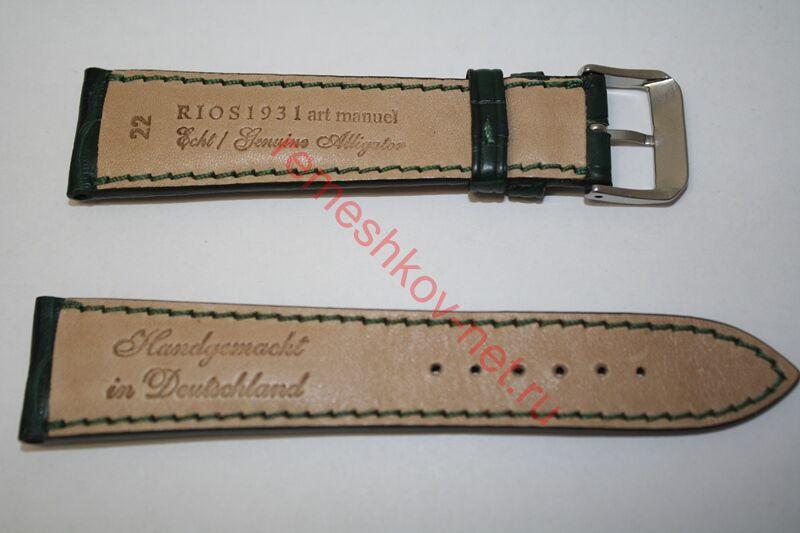 22
RIOS1931 art manuel
Echt / Genuine Alligator
remeshkov-net.ru
Handgemacht
in Deutschland